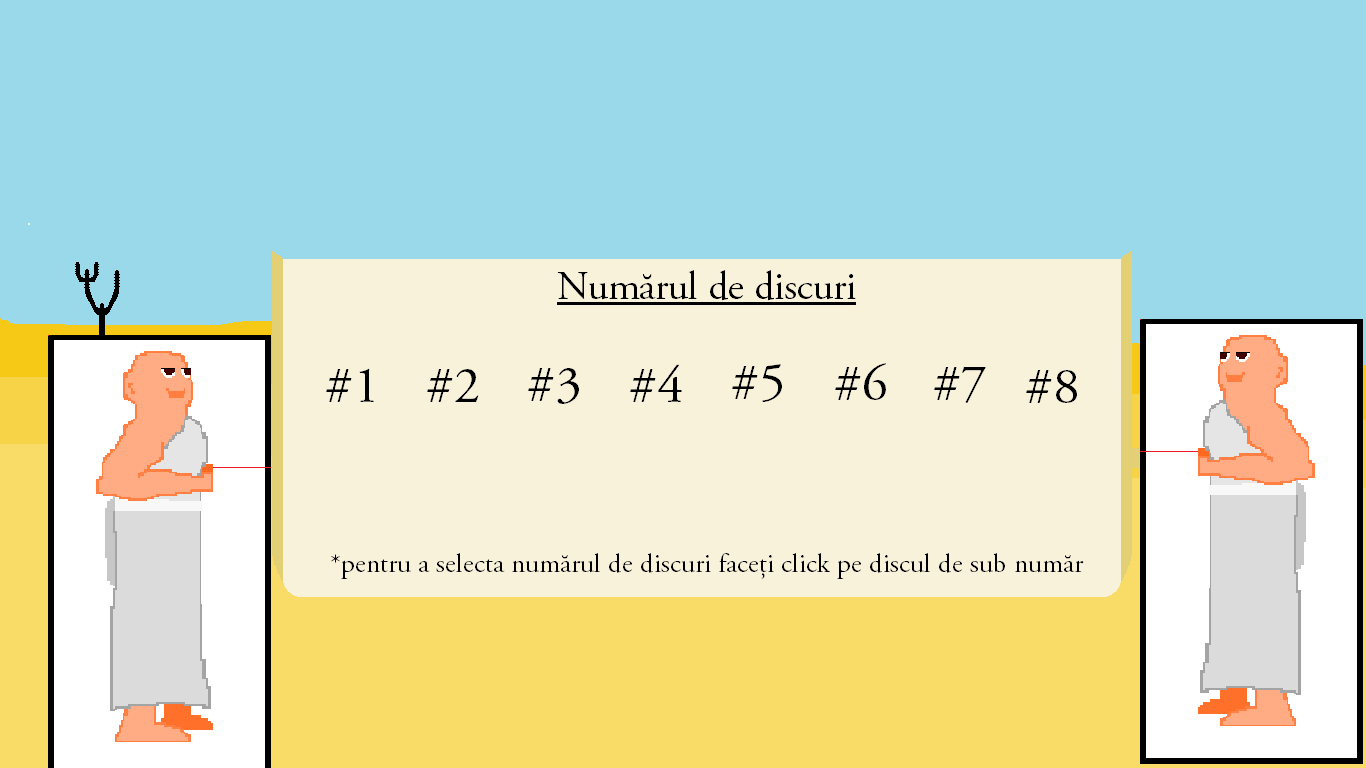 Numărul de discuri
#1 #2 #3 #4 #5 #6 #7 #8
*pentru a selecta numărul de discuri faceți click pe discul de sub număr